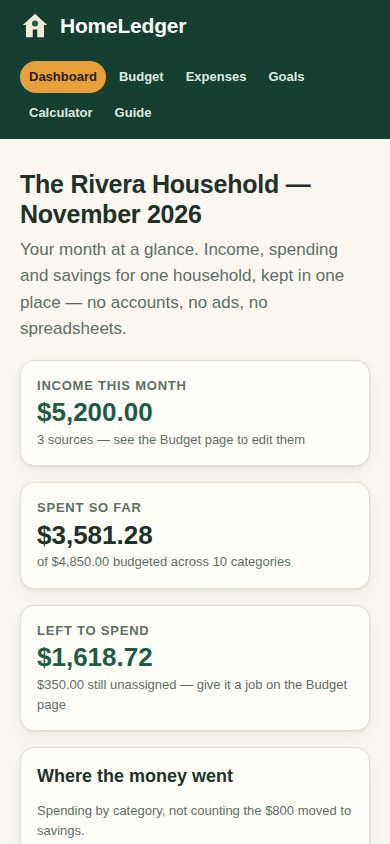 HomeLedger
Dashboard Budget Expenses Goals
Calculator Guide
The Rivera Household —
November 2026
Your month at a glance. Income, spending
and savings for one household, kept in one
place — no accounts, no ads, no
spreadsheets.
INCOME THIS MONTH
$5,200.00
3 sources — see the Budget page to edit them
SPENT SO FAR
$3,581.28
of $4,850.00 budgeted across 10 categories
LEFT TO SPEND
$1,618.72
$350.00 still unassigned — give it a job on the Budget
page
Where the money went
Spending by category, not counting the $800 moved to
savings.